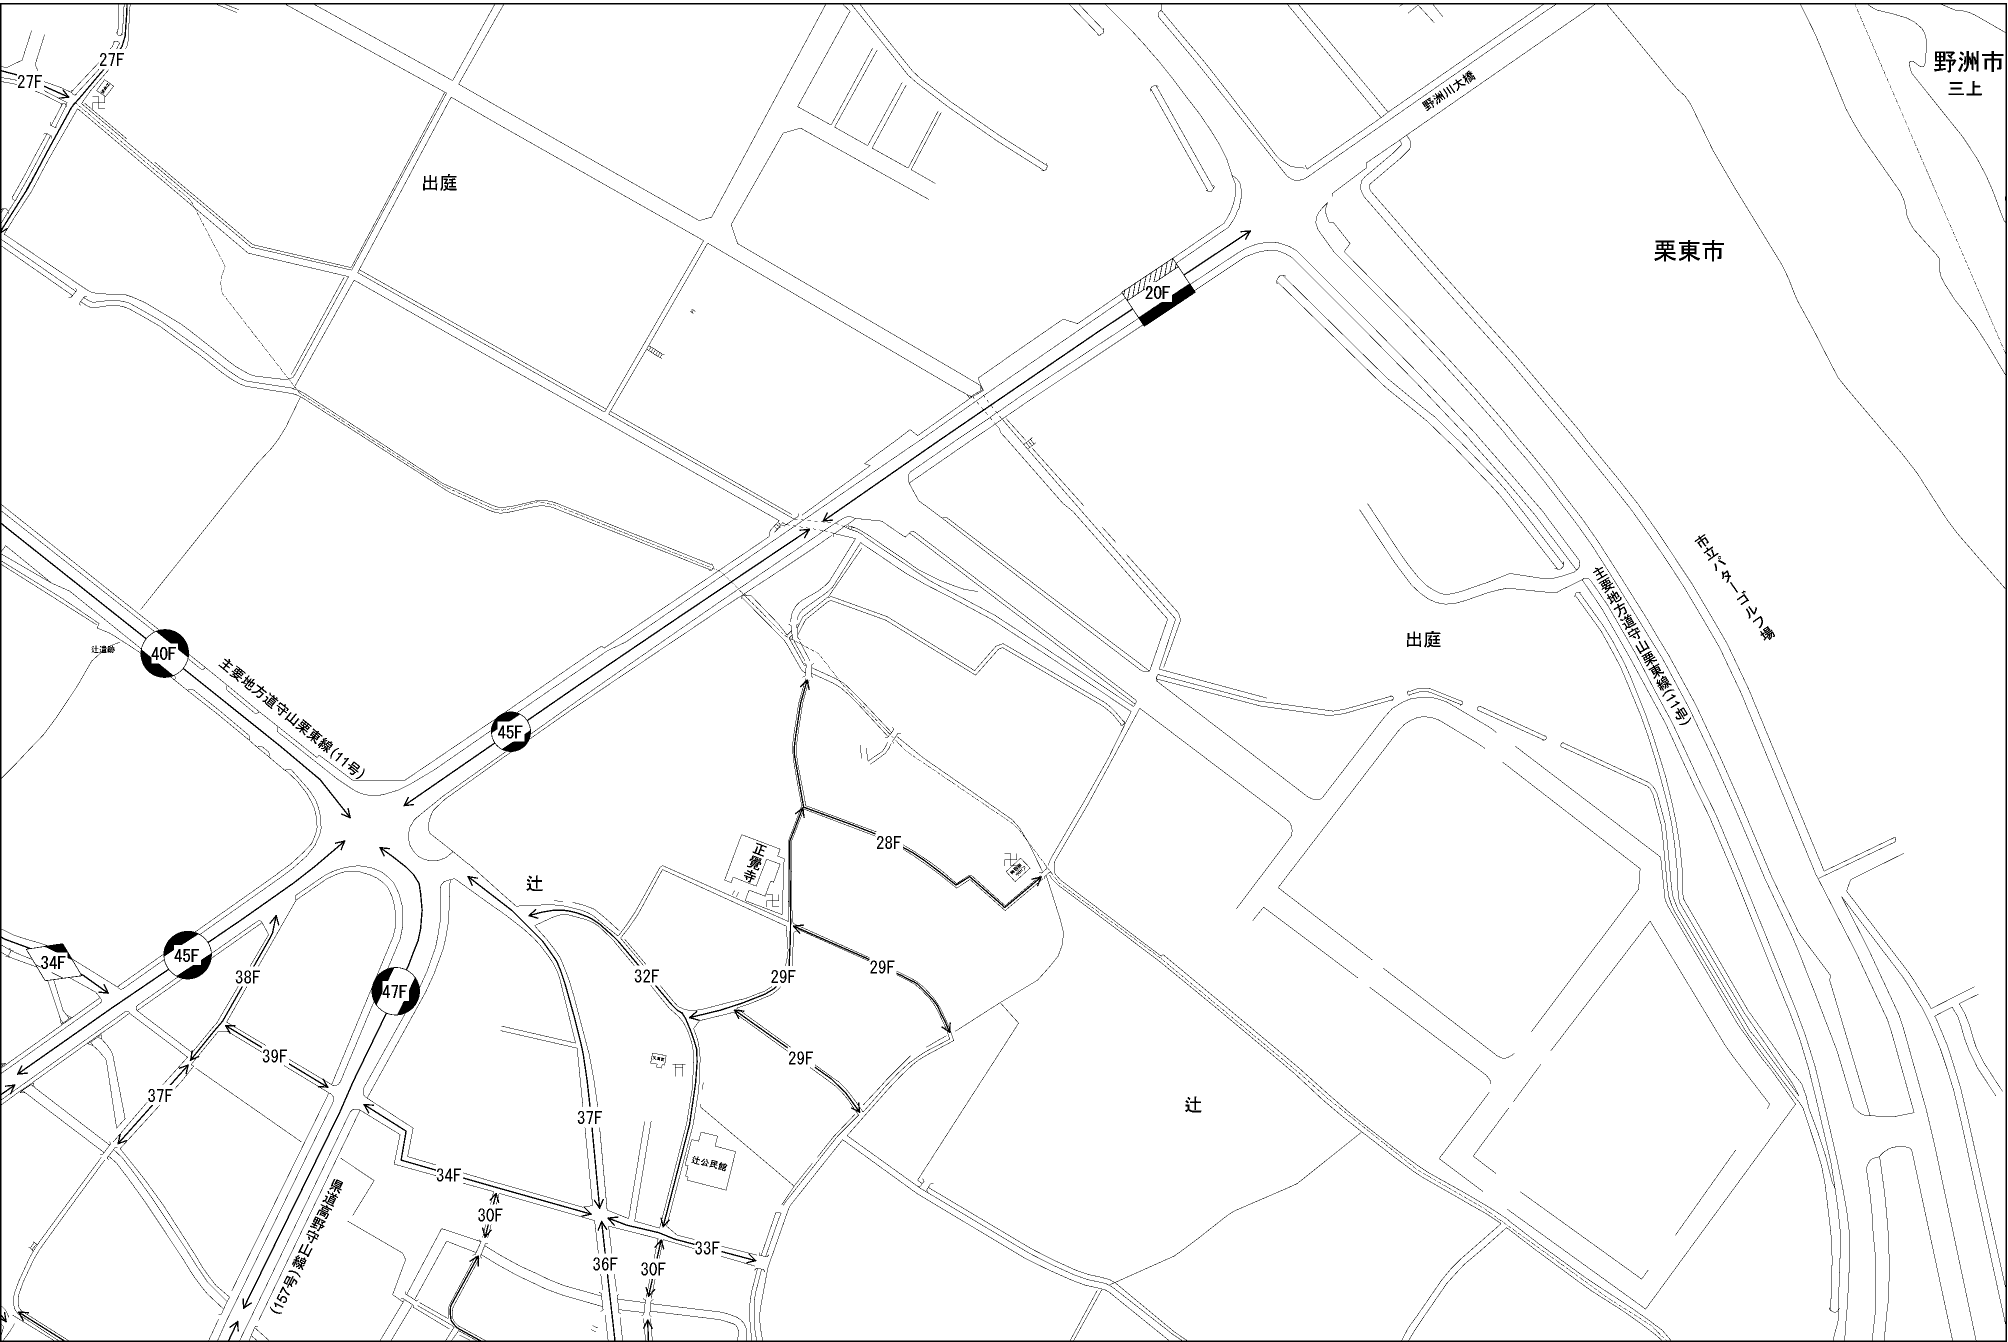 27F
27F
野洲川大橋
野洲市
三上
出庭
栗東市
20F
市立パターゴルフ場
主要地方道守山栗東線(11号)
出庭
辻遺跡
40F
主要地方道守山栗東線(11号)
45F
28F
正覺寺
辻
34F
45F
38F
47F
32F
29F
29F
39F
29F
37F
37F
辻
辻公民館
34F
30F
33F
36F
30F
県道高野守山線(157号)